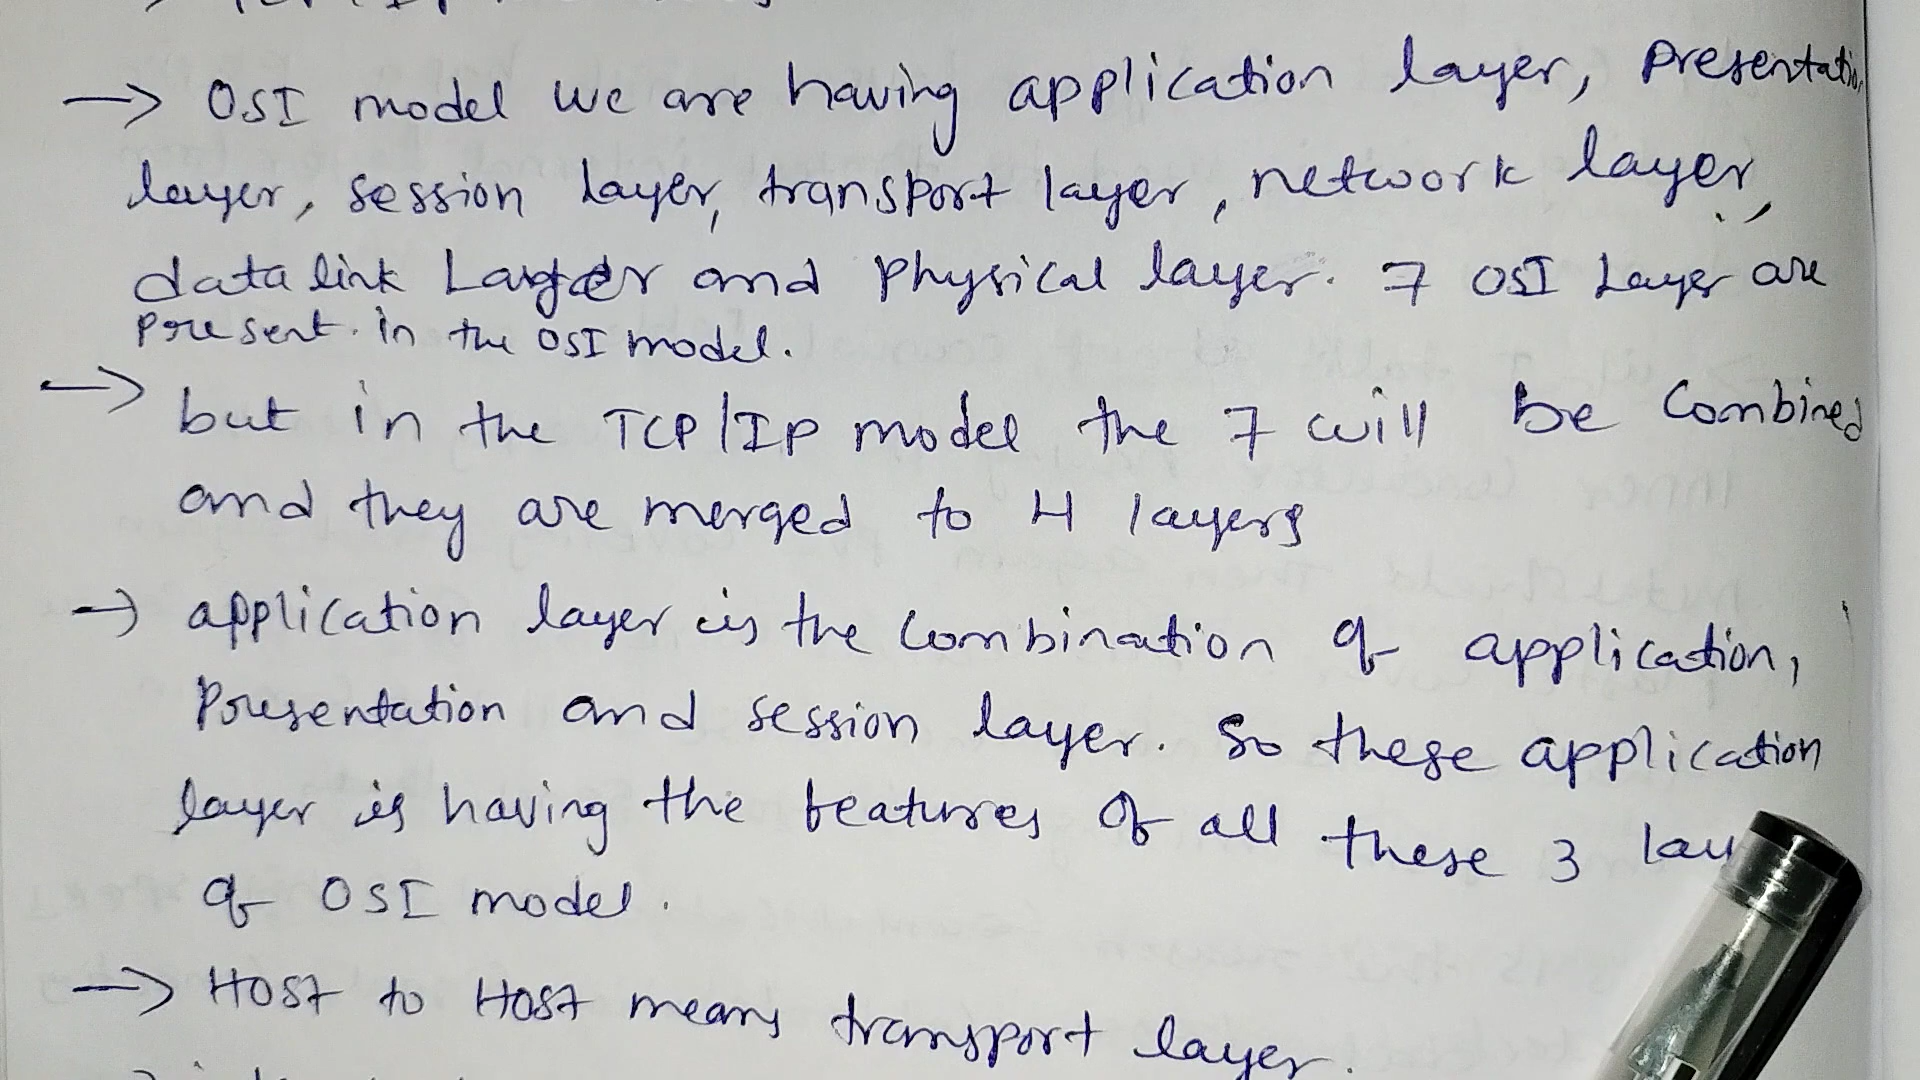 → OSI model we are having application layer, Presentation
layer, session layer, transport layer, network layer,
data link Layer and Physical layer. 7 OSI Layer are
present in the OSI model.
→ but in the TCP/IP model the 7 will be Combined
and they are merged to 4 layers
→ application layer is the combination of application,
Presentation and session layer. So these application
layer is having the features of all these 3
of OSI model.
→ HOST to HOST means transport layer.